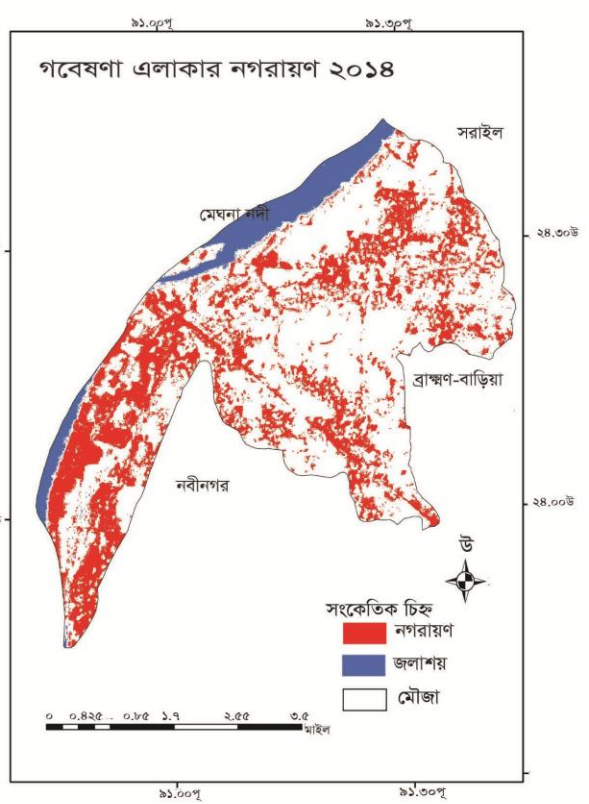 ৯১.০০পূ
৯১.৩০পূ
গবেষণা এলাকার নগরায়ণ ২০১৪
সরাইল
মেঘনা নদী
২৪.৩০উ
ব্রাক্ষ্মণ-বাড়িয়া
নবীনগর
২৪.০০উ
উ
সংকেতিক চিহ্ন
নগরায়ণ
জলাশয়
মৌজা
০ ০.৪২৫ ০.৮৫ ১.৭ ২.৫৫ ৩.৫
মাইল
৯১.০০পূ
৯১.৩০পূ